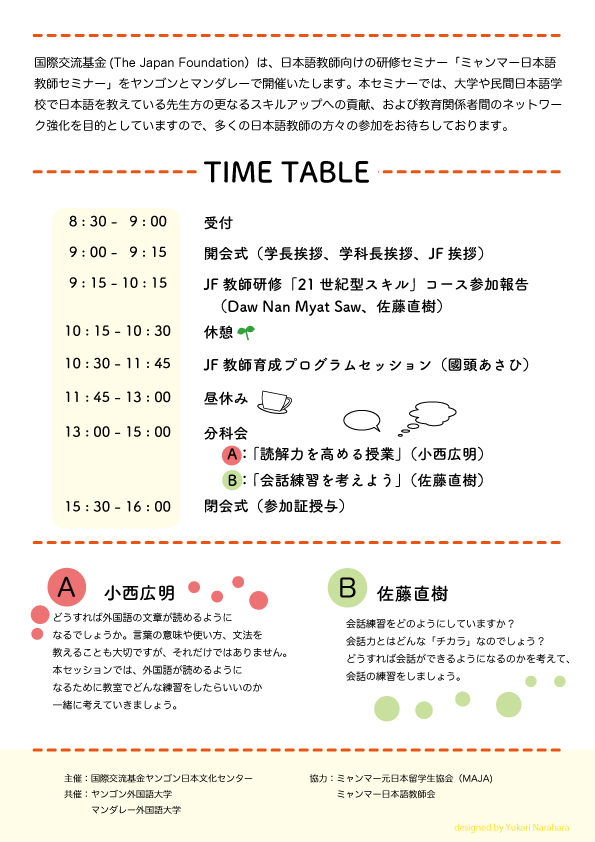 国際交流基金 (The Japan Foundation）は、日本語教師向けの研修セミナー「ミャンマー日本語
教師セミナー」をヤンゴンとマンダレーで開催いたします。本セミナーでは、大学や民間日本語学
校で日本語を教えている先生方の更なるスキルアップへの貢献、および教育関係者間のネットワー
ク強化を目的としていますので、多くの日本語教師の方々の参加をお待ちしております。
TIME TABLE
8 : 30 - 9 : 00 受付
9 : 00 - 9 : 15 開会式（学長挨拶、学科長挨拶、JF 挨拶）
9 : 15 - 10 : 15 JF 教師研修「21 世紀型スキル」コース参加報告
（Daw Nan Myat Saw、佐藤直樹）
10 : 15 - 10 : 30 休憩
10 : 30 - 11 : 45 JF 教師育成プログラムセッション（國頭あさひ）
11 : 45 - 13 : 00 昼休み
13 : 00 - 15 : 00 分科会
A :「読解力を高める授業」（小西広明）
B :「会話練習を考えよう」（佐藤直樹）
15 : 30 - 16 : 00 閉会式（参加証授与）
A 小西広明
どうすれば外国語の文章が読めるように
なるでしょうか。言葉の意味や使い方、文法を
教えることも大切ですが、それだけではありません。
本セッションでは、外国語が読めるように
なるために教室でどんな練習をしたらいいのか
一緒に考えていきましょう。
B 佐藤直樹
会話練習をどのようにしていますか？
会話力とはどんな「チカラ」なのでしょう？
どうすれば会話ができるようになるのかを考えて、
会話の練習をしましょう。
主催：国際交流基金ヤンゴン日本文化センター
共催：ヤンゴン外国語大学
マンダレー外国語大学
協力：ミャンマー元日本留学生協会（MAJA)
ミャンマー日本語教師会
designed by Yukari Narahara